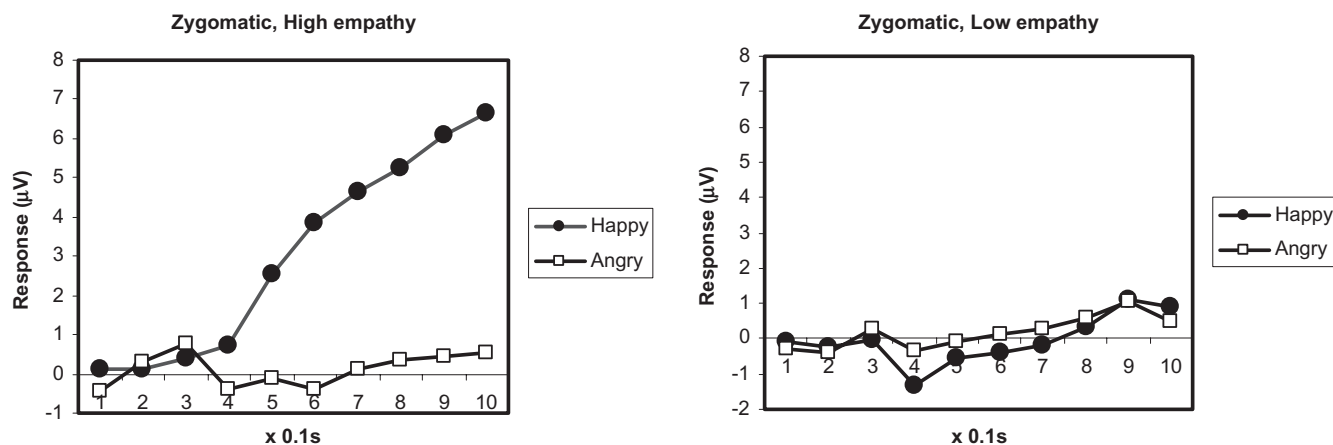 Zygomatic, High empathy
8
7
6
5
4
3
2
1
0
-1
Response (µV)
1 2 3 4 5 6 7 8 9 10
x 0.1s
Happy
Angry
Zygomatic, Low empathy
8
7
6
5
4
3
2
1
0
-1
-2
Response (µV)
1 2 3 4 5 6 7 8 9 10
x 0.1s
Happy
Angry